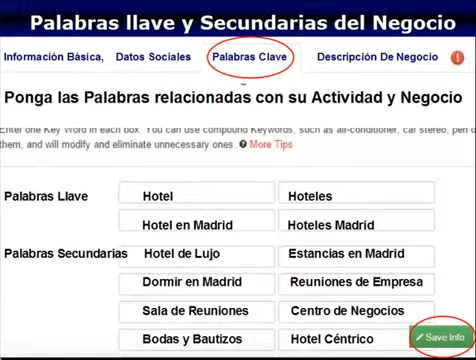 Palabras llave y Secundarias del Negocio
Información Básica, Datos Sociales Palabras Clave Descripción De Negocio
Ponga las Palabras relacionadas con su Actividad y Negocio
Enter one Key Word in each box. You can use compound Keywords, such as air-conditioner, car stereo, pen d
them, and will modify and eliminate unnecessary ones. ? More Tips
Palabras Llave Hotel Hoteles
Hotel en Madrid Hoteles Madrid
Palabras Secundarias Hotel de Lujo Estancias en Madrid
Dormir en Madrid Reuniones de Empresa
Sala de Reuniones Centro de Negocios
Bodas y Bautizos Hotel Céntrico Save Info